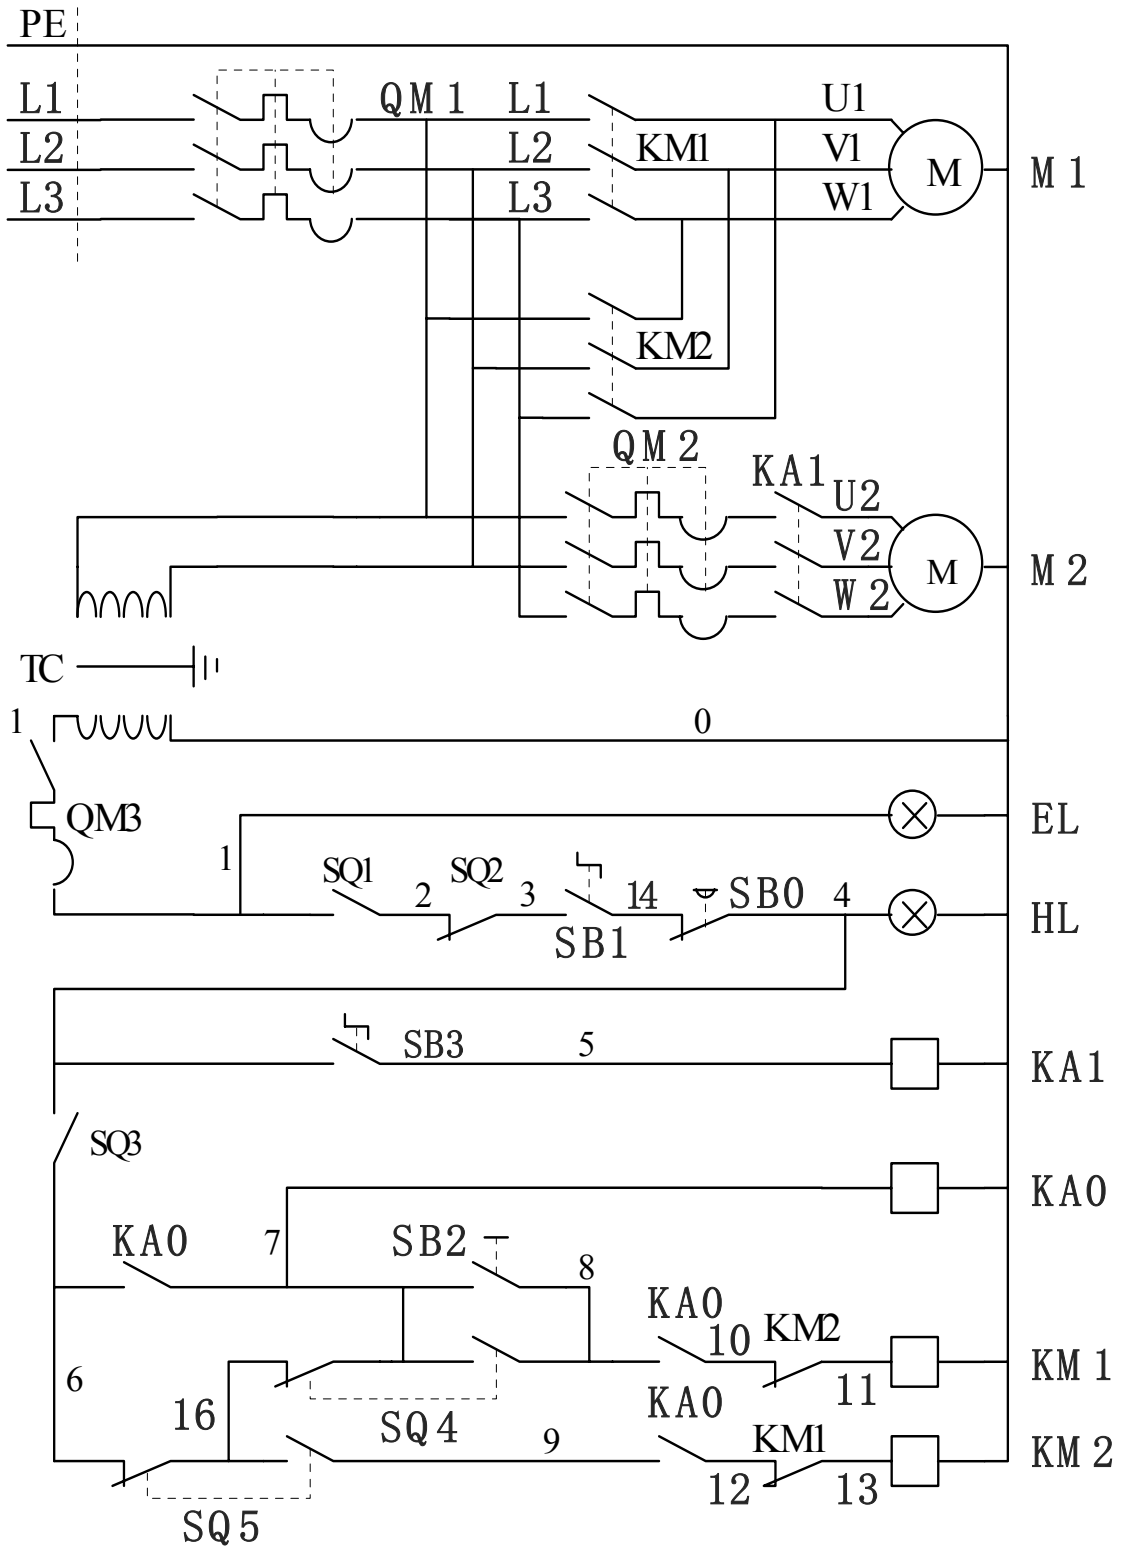 PE
L1 QM1 L1 U1
L2 L2 KM1 V1 M M1
L3 L3 W1
KM2
QM2
KA1 U2
V2
M M2
W2
TC
1 0
QM3 EL
1 SQ1 SQ2
2 3 14 SB0 4
SB1 HL
SB3 5 KA1
SQ3
KA0
KA0 7 SB2 8
KA0
10 KM2
6 11 KM1
16 SQ4 KA0
9 KM1
12 13 KM2
SQ5